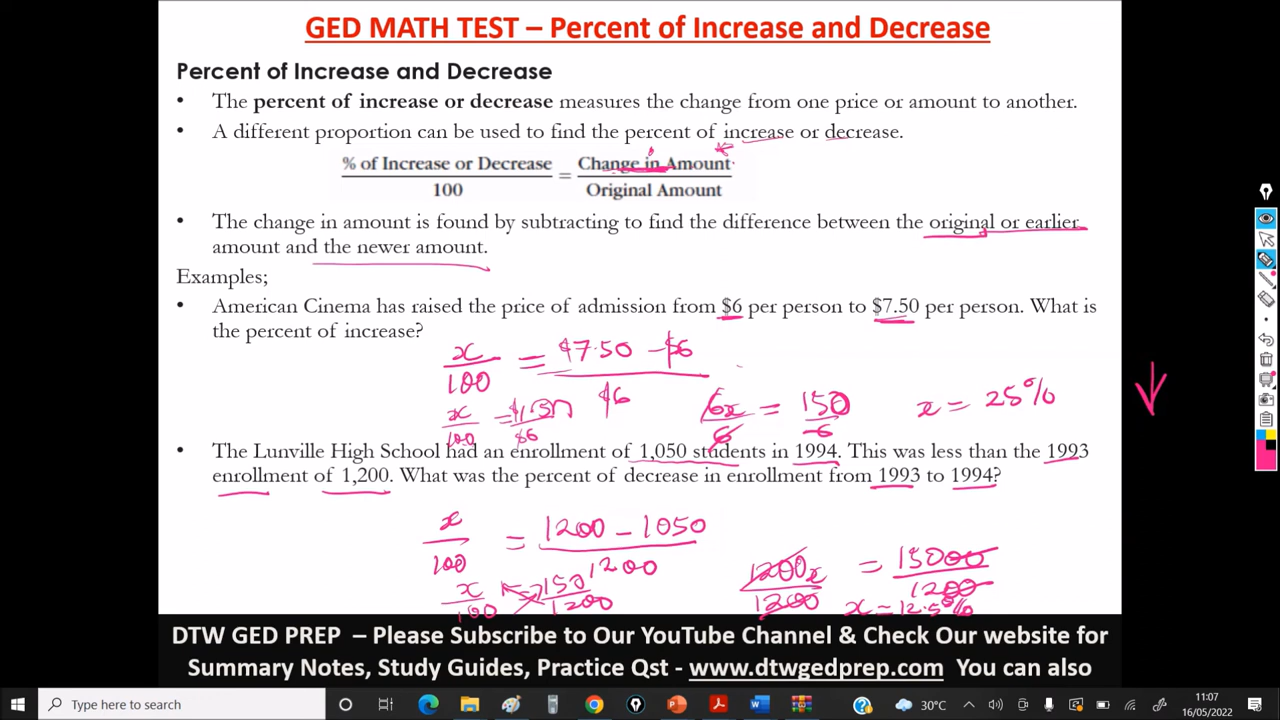 GED MATH TEST – Percent of Increase and Decrease
Percent of Increase and Decrease
• The percent of increase or decrease measures the change from one price or amount to another.
• A different proportion can be used to find the percent of increase or decrease.
% of Increase or Decrease / 100 = Change in Amount / Original Amount
• The change in amount is found by subtracting to find the difference between the original or earlier
amount and the newer amount.
Examples;
• American Cinema has raised the price of admission from $6 per person to $7.50 per person. What is
the percent of increase?
x/100 = $7.50 - $6 / $6
x/100 = $1.50/$6
6x/6 = 150/6
x = 25%
• The Lunville High School had an enrollment of 1,050 students in 1994. This was less than the 1993
enrollment of 1,200. What was the percent of decrease in enrollment from 1993 to 1994?
x/100 = 1200 - 1050 / 1200
x/100 = 150/1200
1200x/1200 = 15000/1200
x = 12.5%
DTW GED PREP – Please Subscribe to Our YouTube Channel & Check Our website for
Summary Notes, Study Guides, Practice Qst - www.dtwgedprep.com You can also
Type here to search
30°C
11:07
16/05/2022